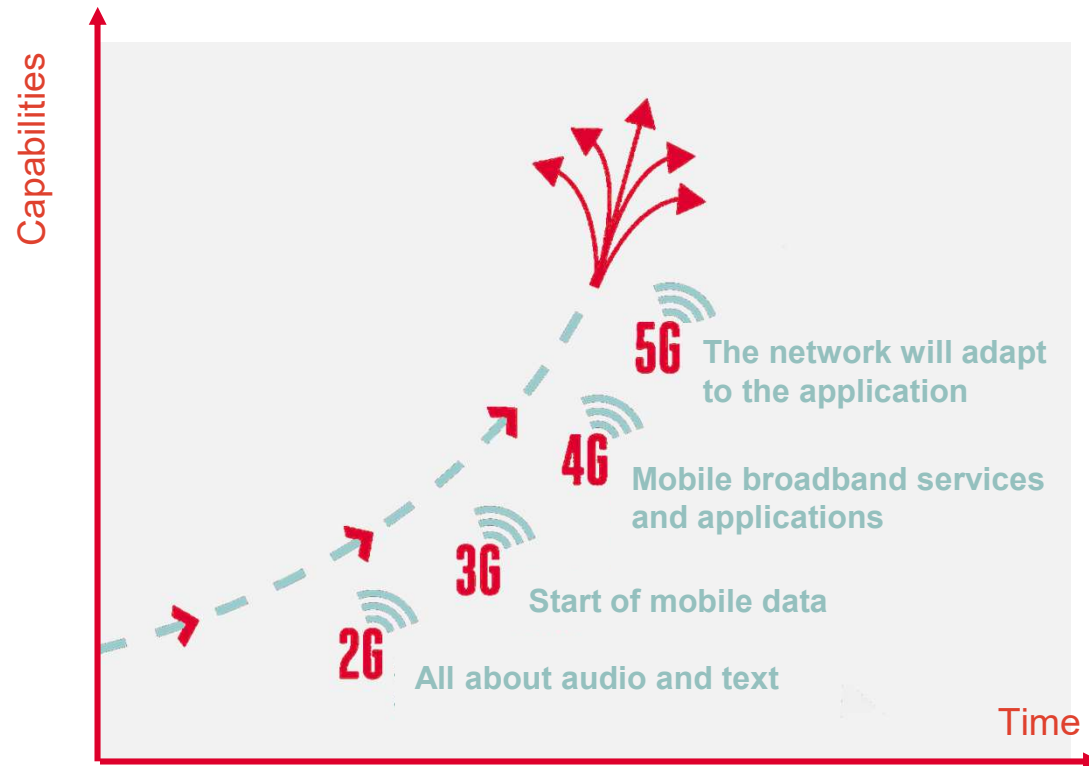 Capabilities
5G
The network will adapt
to the application
4G
Mobile broadband services
and applications
3G
Start of mobile data
2G
All about audio and text
Time